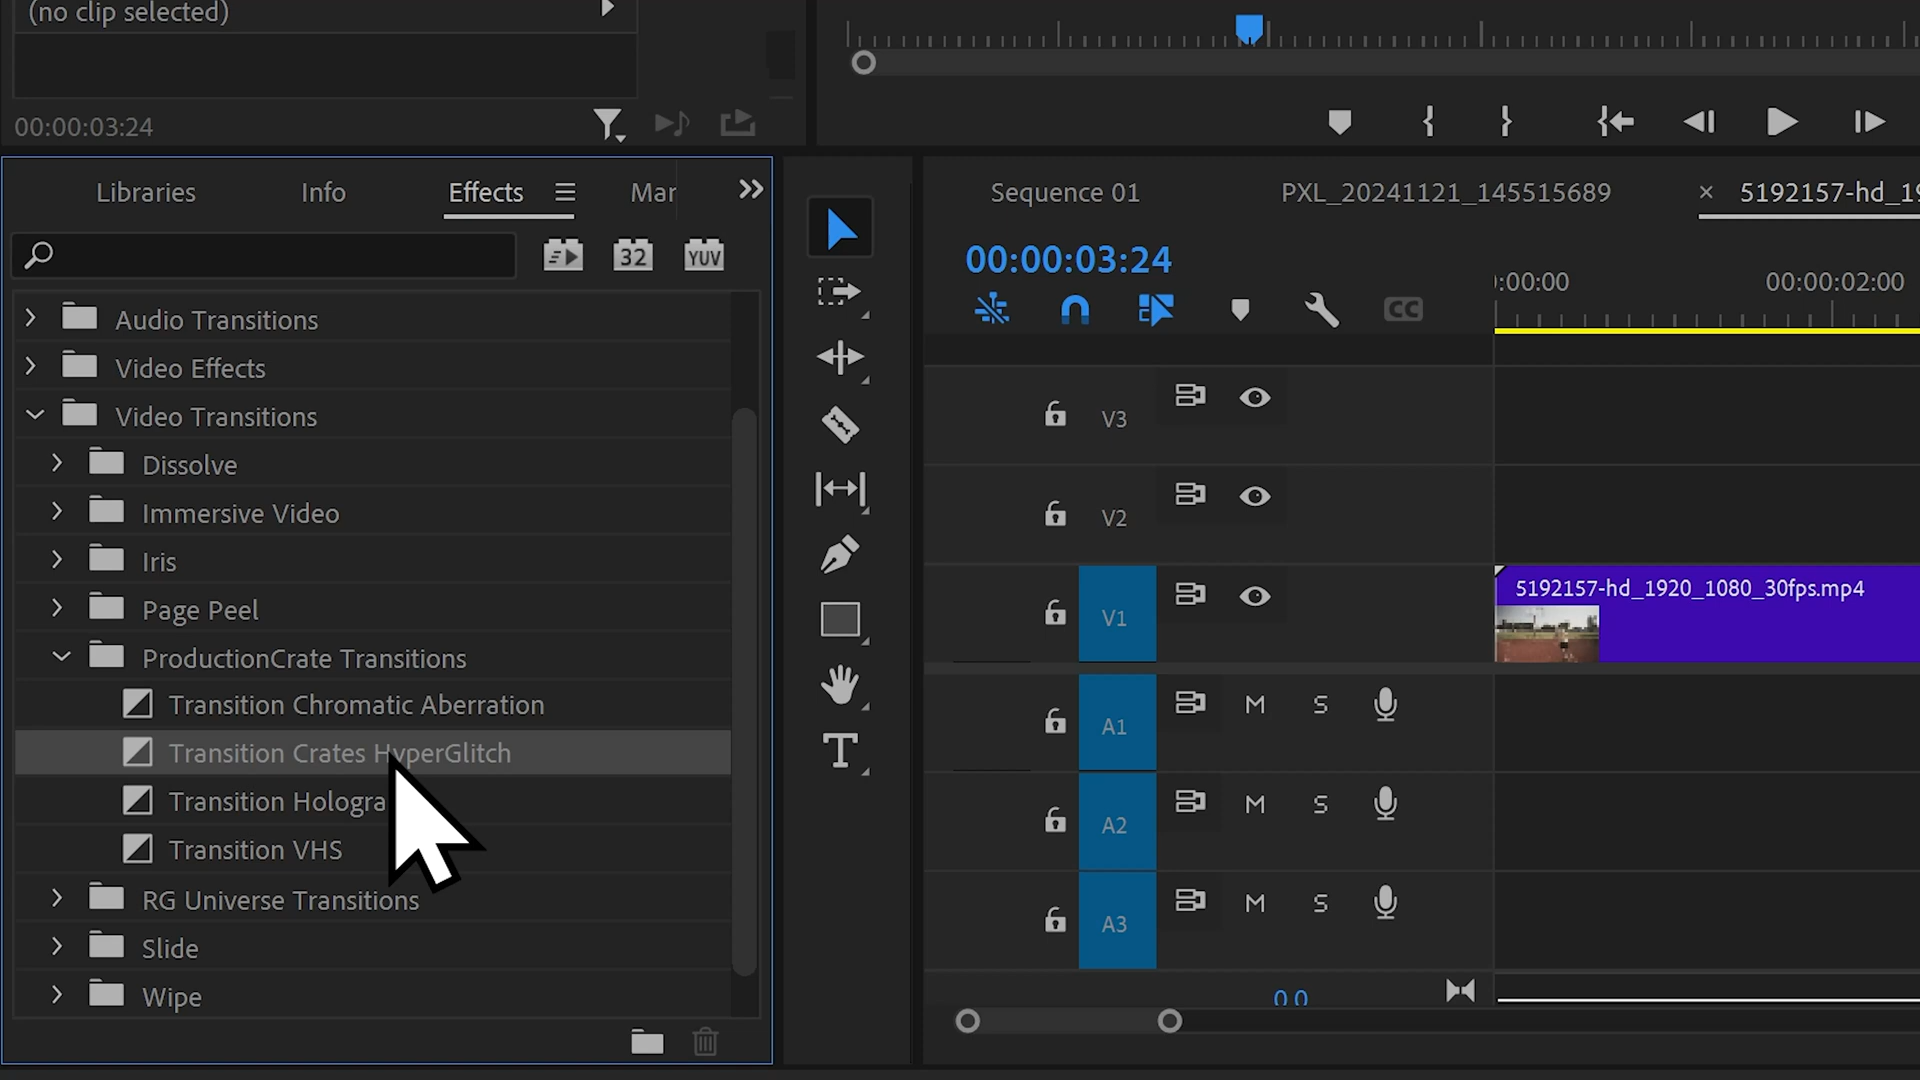 (no clip selected)
00:00:03:24
Libraries
Info
Effects
Mar
32
YUV
Audio Transitions
Video Effects
Video Transitions
Dissolve
Immersive Video
Iris
Page Peel
ProductionCrate Transitions
Transition Chromatic Aberration
Transition Crates HyperGlitch
Transition Hologra
Transition VHS
RG Universe Transitions
Slide
Wipe
T
Sequence 01
PXL_20241121_145515689
× 5192157-hd_19
00:00:03:24
CC
:00:00
00:00:02:00
V3
V2
V1
5192157-hd_1920_1080_30fps.mp4
A1 M S
A2 M S
A3 M S
0 0